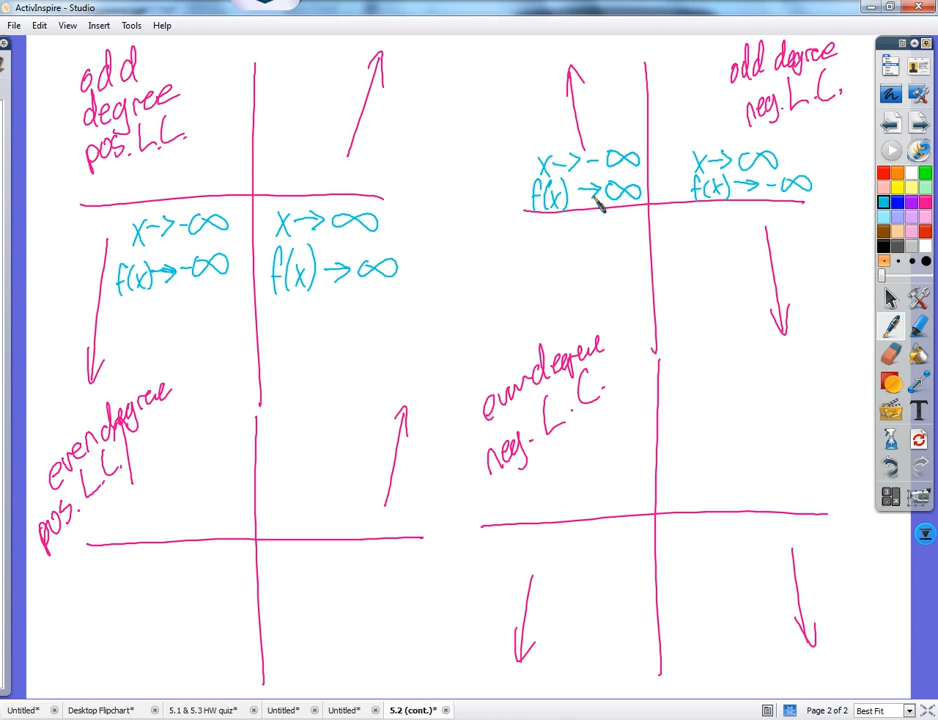 ActivInspire - Studio
File Edit View Insert Tools Help
odd
degree
pos. L.C.
x -> -∞
f(x) → -∞
x → ∞
f(x) → ∞
odd degree
neg. L.C.
x -> -∞
f(x) → ∞
x → ∞
f(x) → -∞
even degree
pos. L.C.
even degree
neg. L.C.
T
Untitled* Desktop Flipchart* 5.1 & 5.3 HW quiz* Untitled* Untitled* 5.2 (cont.)* Page 2 of 2 Best Fit